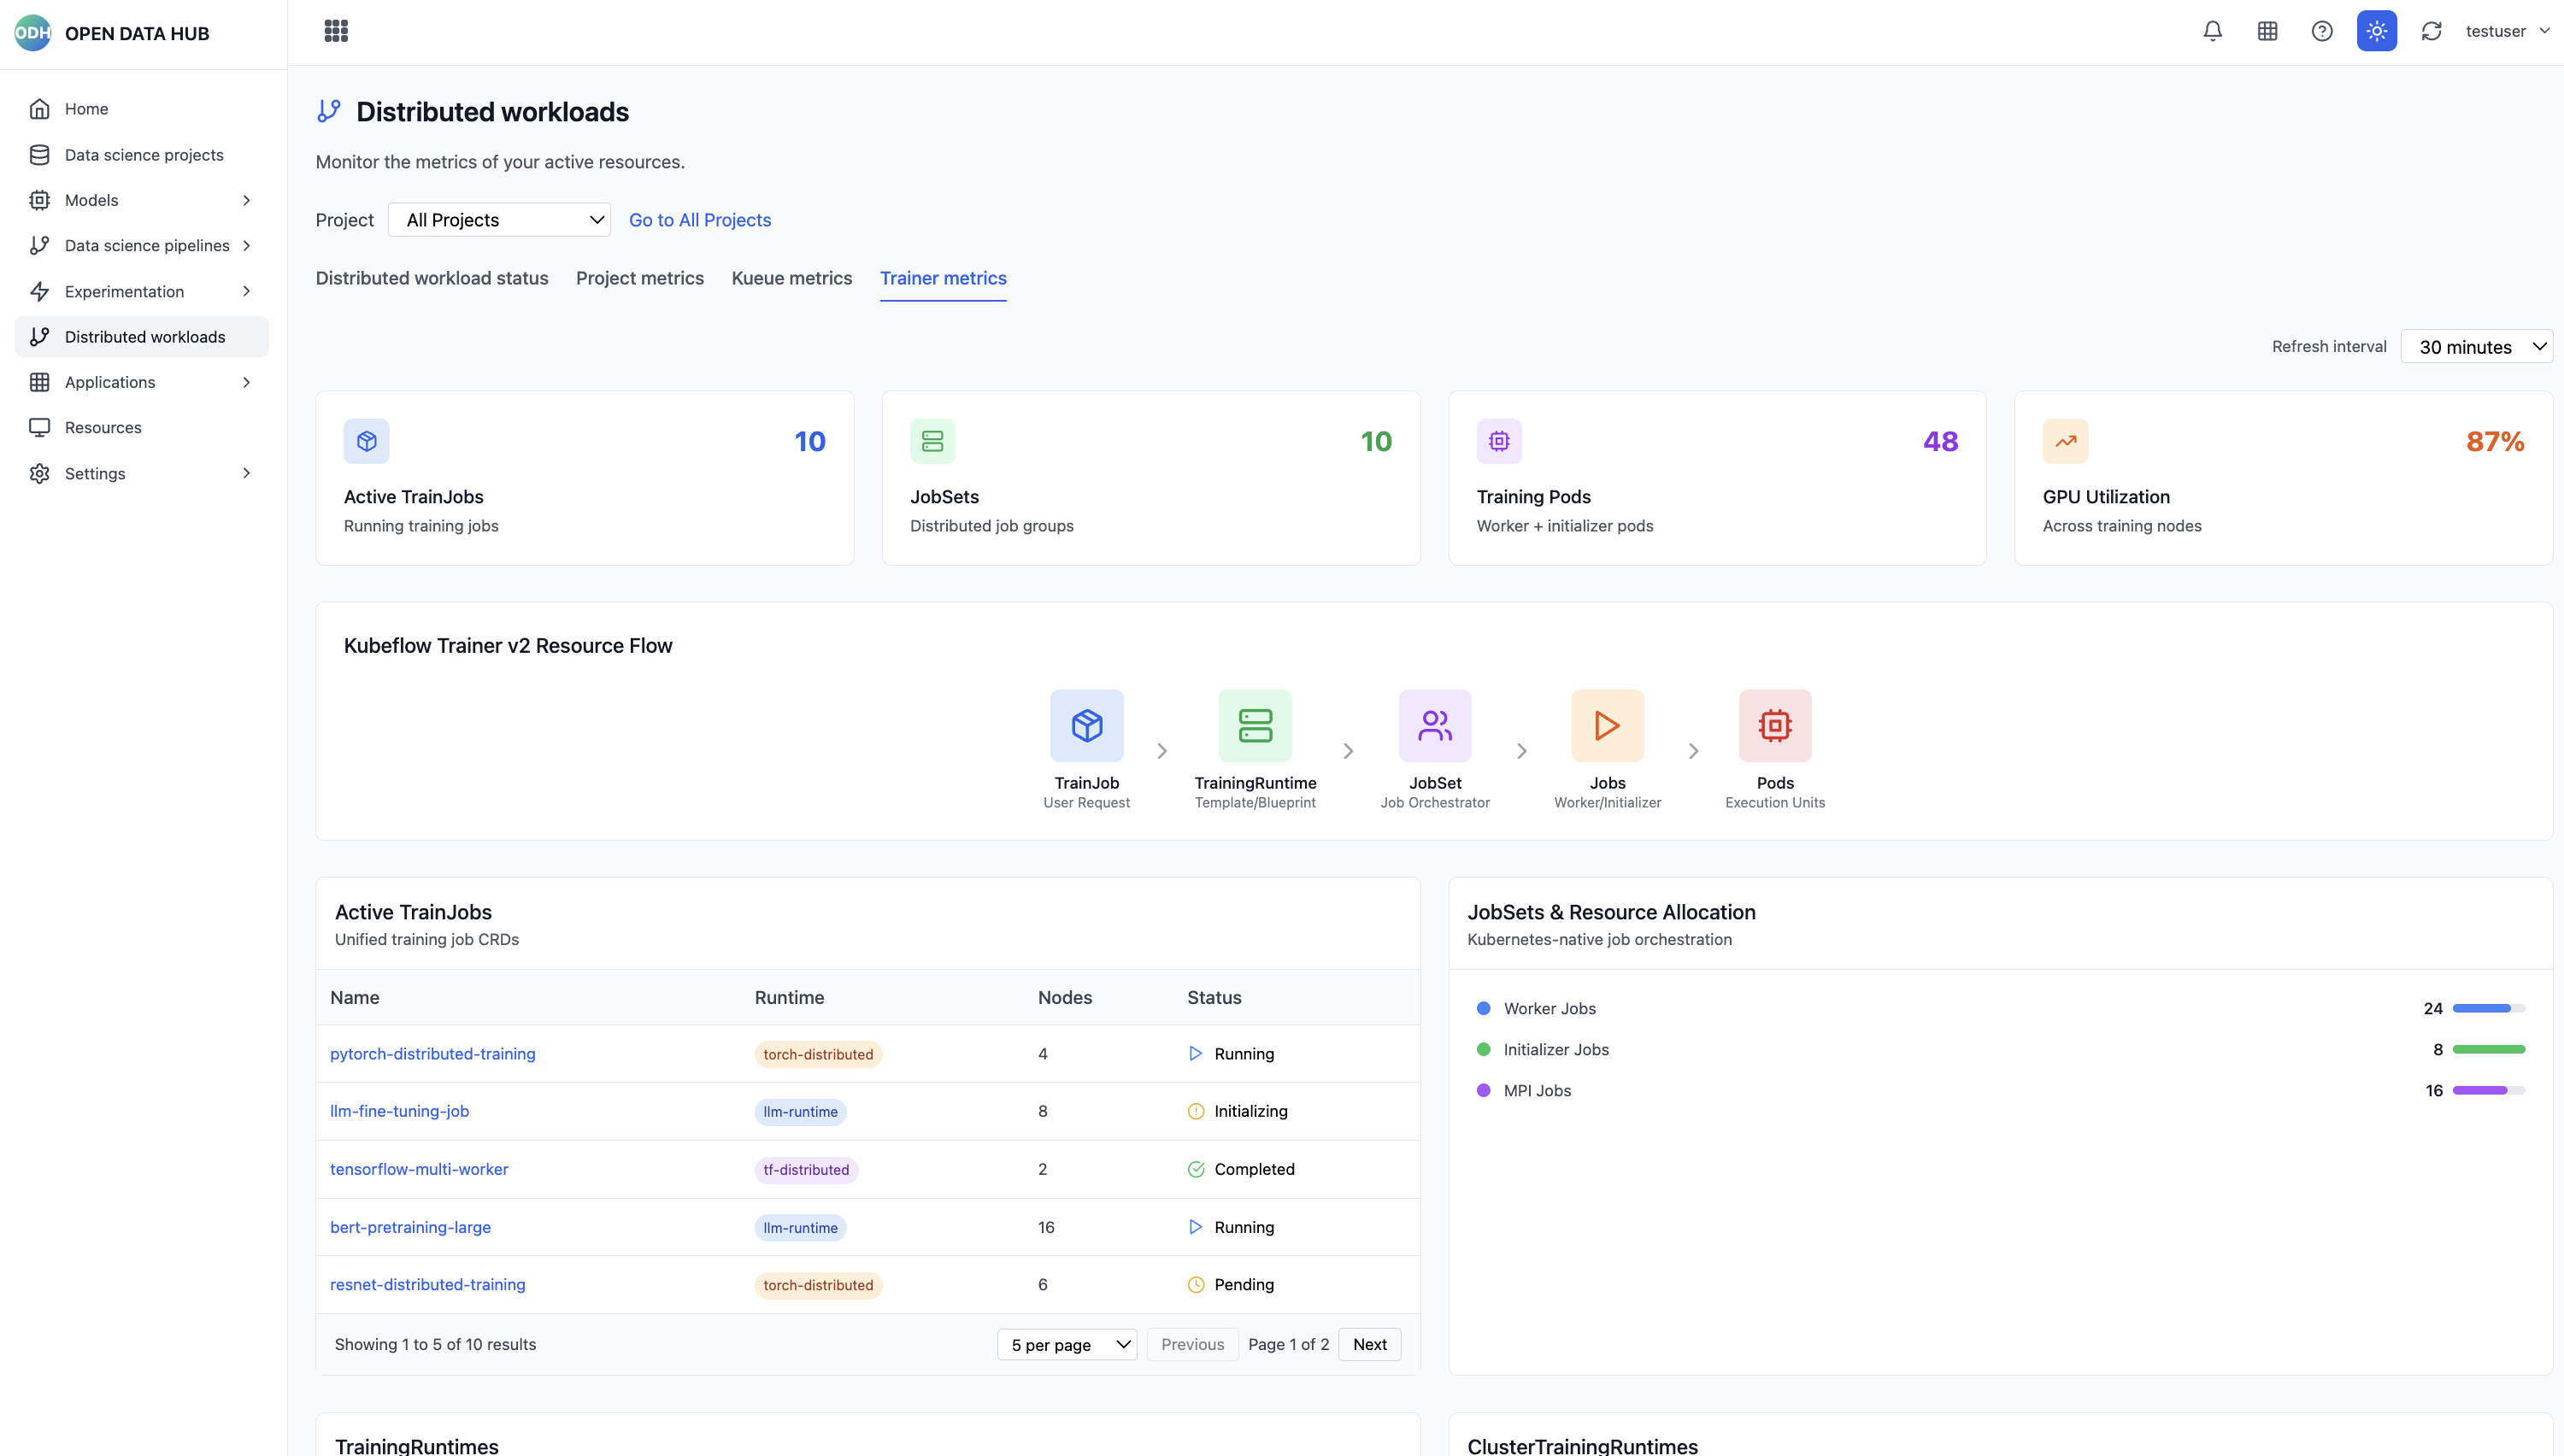 ODH OPEN DATA HUB
testuser
Home
Data science projects
Models
Data science pipelines
Experimentation
Distributed workloads
Applications
Resources
Settings
Distributed workloads
Monitor the metrics of your active resources.
Project All Projects Go to All Projects
Distributed workload status Project metrics Kueue metrics Trainer metrics
Refresh interval 30 minutes
10
Active TrainJobs
Running training jobs
10
JobSets
Distributed job groups
48
Training Pods
Worker + initializer pods
87%
GPU Utilization
Across training nodes
Kubeflow Trainer v2 Resource Flow
TrainJob
User Request
TrainingRuntime
Template/Blueprint
JobSet
Job Orchestrator
Jobs
Worker/Initializer
Pods
Execution Units
Active TrainJobs
Unified training job CRDs
Name Runtime Nodes Status
pytorch-distributed-training torch-distributed 4 Running
llm-fine-tuning-job llm-runtime 8 Initializing
tensorflow-multi-worker tf-distributed 2 Completed
bert-pretraining-large llm-runtime 16 Running
resnet-distributed-training torch-distributed 6 Pending
Showing 1 to 5 of 10 results 5 per page Previous Page 1 of 2 Next
JobSets & Resource Allocation
Kubernetes-native job orchestration
Worker Jobs 24
Initializer Jobs 8
MPI Jobs 16
TrainingRuntimes
ClusterTrainingRuntimes